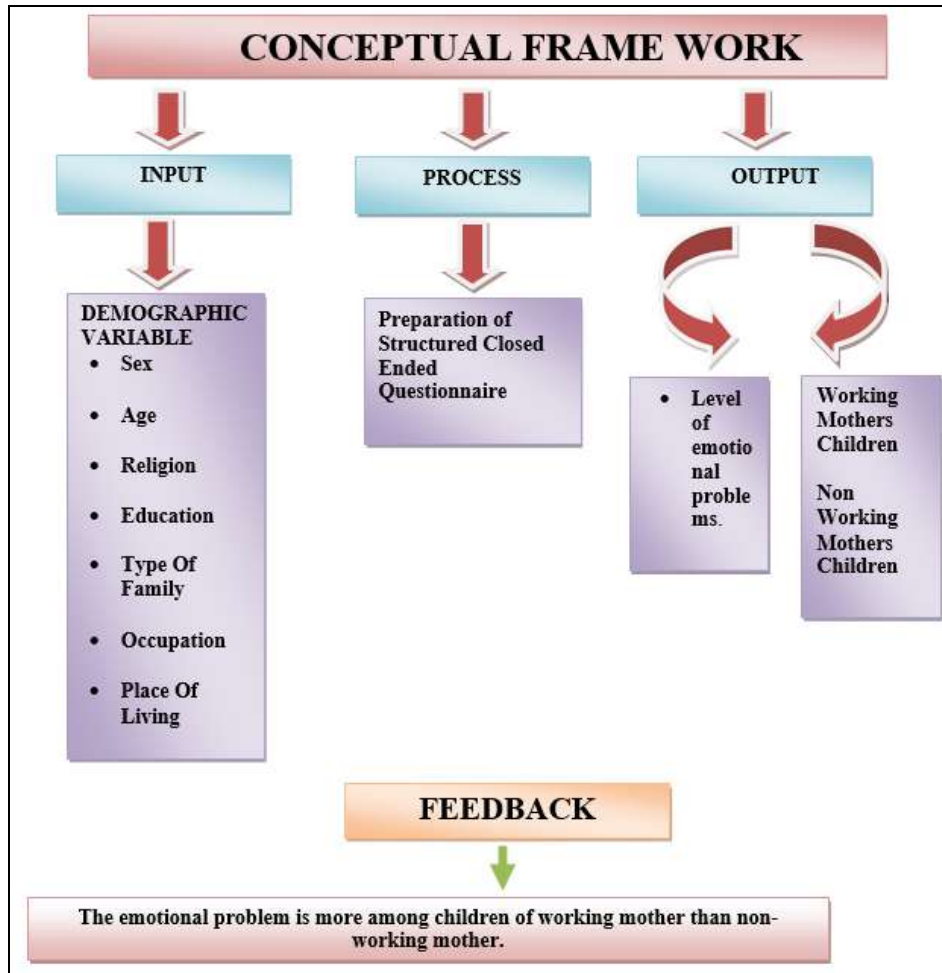 CONCEPTUAL FRAME WORK
INPUT
PROCESS
OUTPUT
DEMOGRAPHIC
VARIABLE
• Sex
• Age
• Religion
• Education
• Type Of
Family
• Occupation
• Place Of
Living
Preparation of
Structured Closed
Ended
Questionnaire
• Level
of
emotio
nal
proble
ms.
Working
Mothers
Children
Non
Working
Mothers
Children
FEEDBACK
The emotional problem is more among children of working mother than non-
working mother.